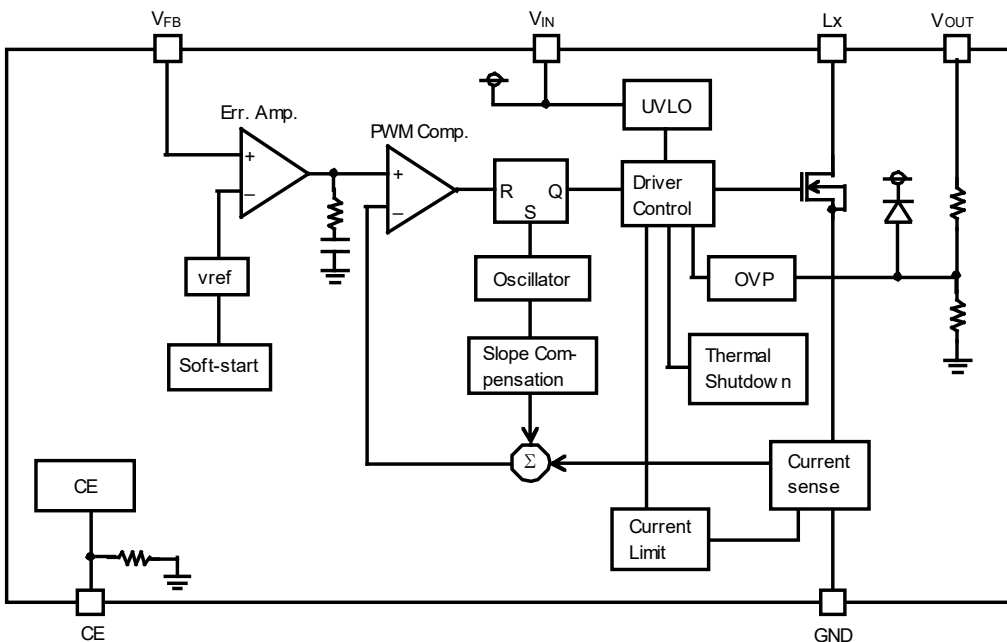 VFB
VIN
Lx
VOUT
UVLO
Err. Amp.
PWM Comp.
+
−
+
−
R
Q
S
Driver
Control
vref
Oscillator
OVP
Soft-start
Slope Com-
pensation
Thermal
Shutdown
Σ
CE
Current
sense
Current
Limit
CE
GND